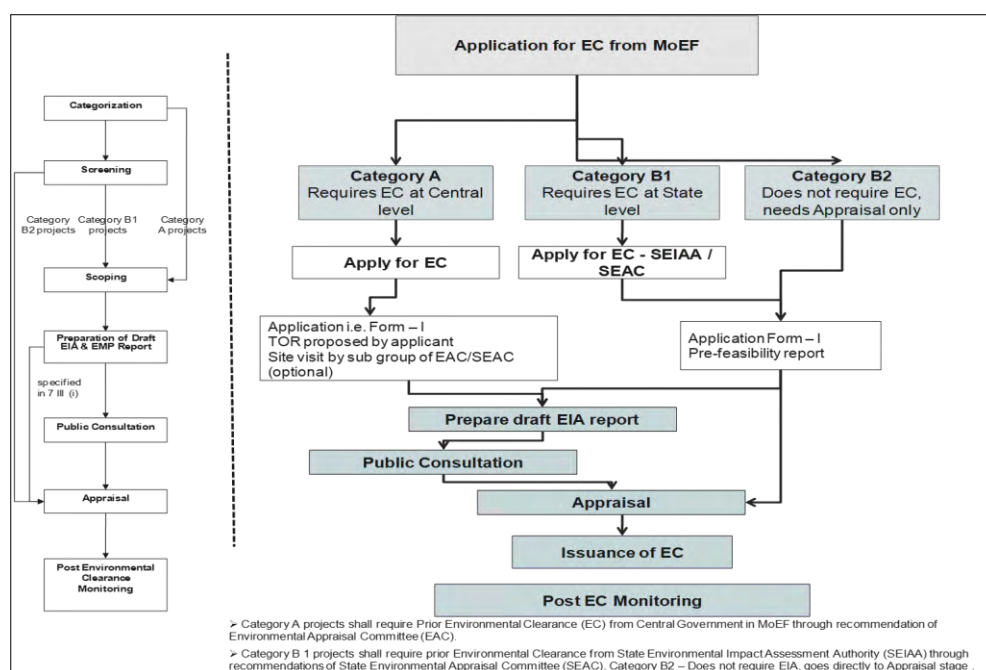 Application for EC from MoEF
Categorization
Screening
Category
B2 projects
Category B1
projects
Category
A projects
Scoping
Preparation of Draft
EIA & EMP Report
specified
in 7 III (i)
Public Consultation
Appraisal
Post Environmental
Clearance
Monitoring
Category A
Requires EC at Central
level
Category B1
Requires EC at State
level
Category B2
Does not require EC,
needs Appraisal only
Apply for EC
Apply for EC - SEIAA /
SEAC
Application i.e. Form – I
TOR proposed by applicant
Site visit by sub group of EAC/SEAC
(optional)
Application Form – I
Pre-feasibility report
Prepare draft EIA report
Public Consultation
Appraisal
Issuance of EC
Post EC Monitoring
➢ Category A projects shall require Prior Environmental Clearance (EC) from Central Government in MoEF through recommendation of
Environmental Appraisal Committee (EAC).
➢ Category B 1 projects shall require prior Environmental Clearance from State Environmental Impact Assessment Authority (SEIAA) through
recommendations of State Environmental Appraisal Committee (SEAC). Category B2 – Does not require EIA, goes directly to Appraisal stage .